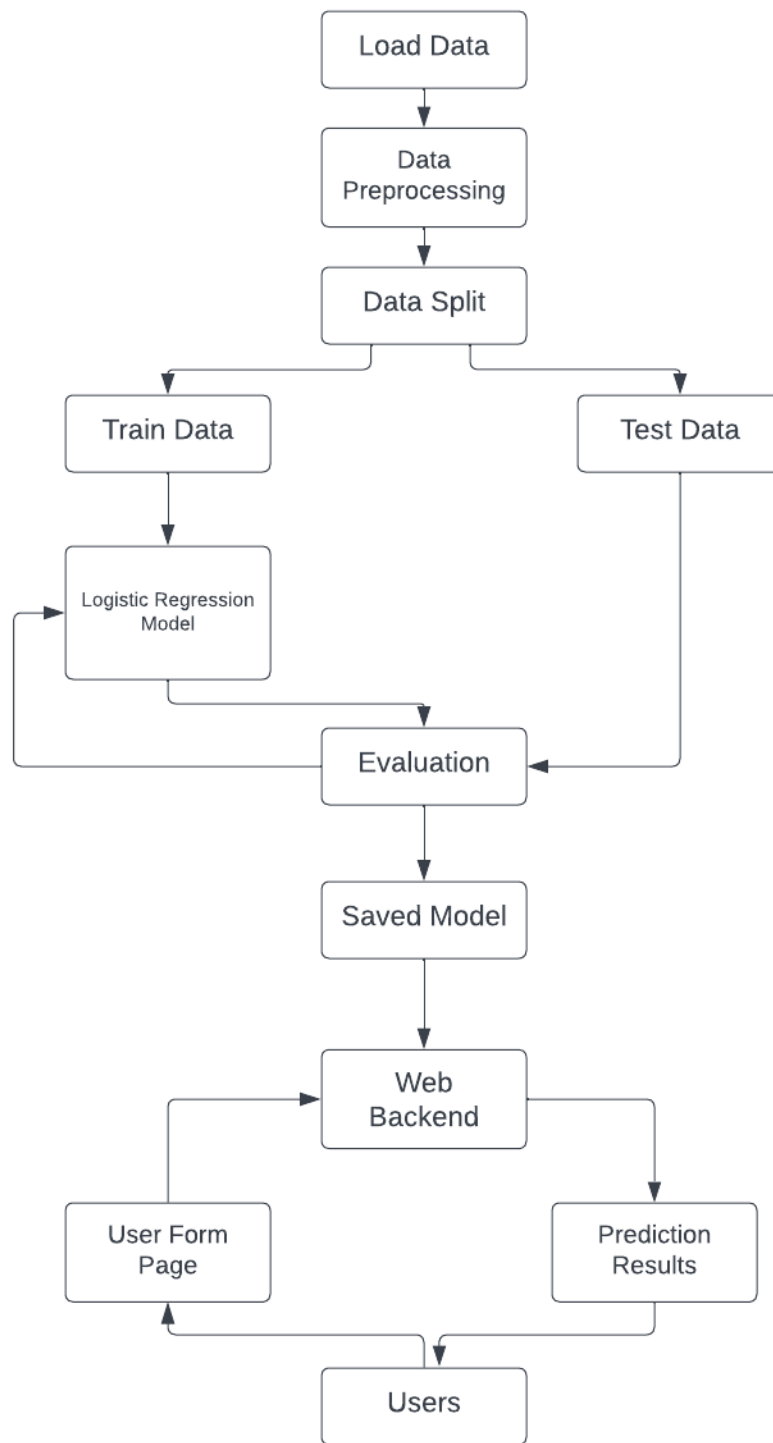 Load Data
Data
Preprocessing
Data Split
Train Data
Test Data
Logistic Regression
Model
Evaluation
Saved Model
Web
Backend
User Form
Page
Prediction
Results
Users